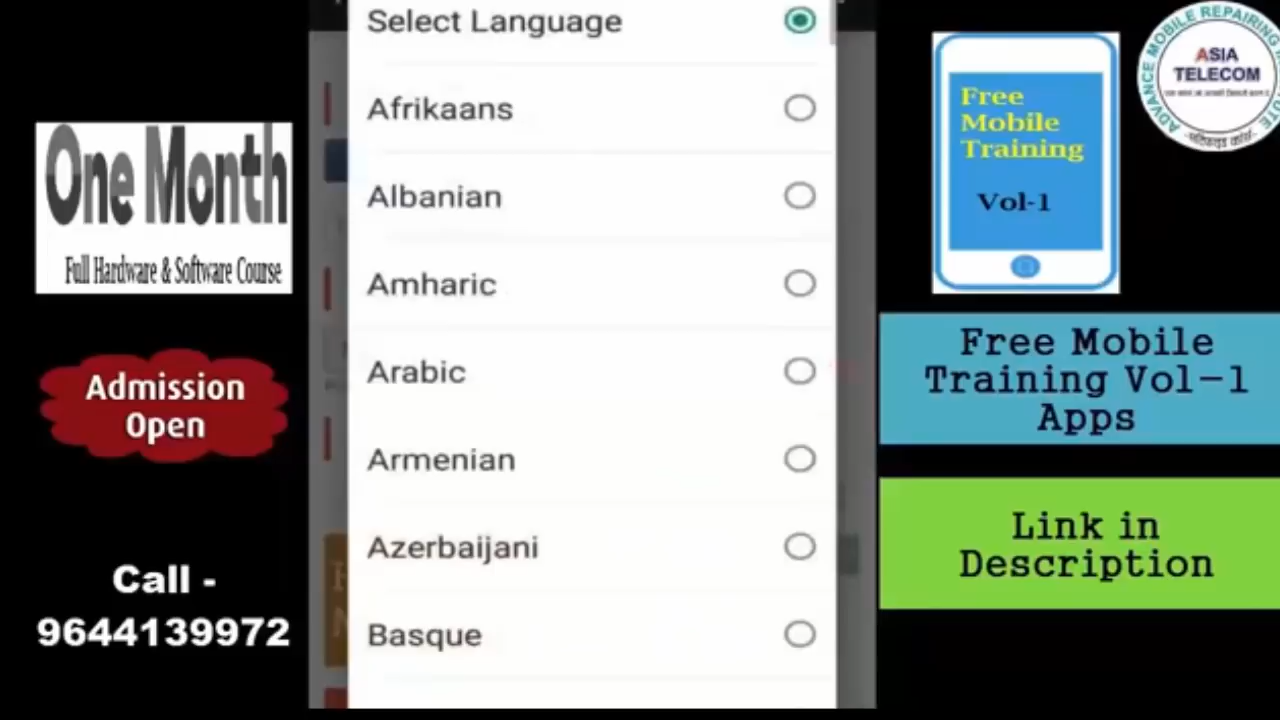 One Month
Full Hardware & Software Course
Admission
Open
Call -
9644139972
Select Language
Afrikaans
Albanian
Amharic
Arabic
Armenian
Azerbaijani
Basque
Free
Mobile
Training
Vol-1
ADVANCE MOBILE REPAIRING
ASIA
TELECOM
Free Mobile
Training Vol-1
Apps
Link in
Description